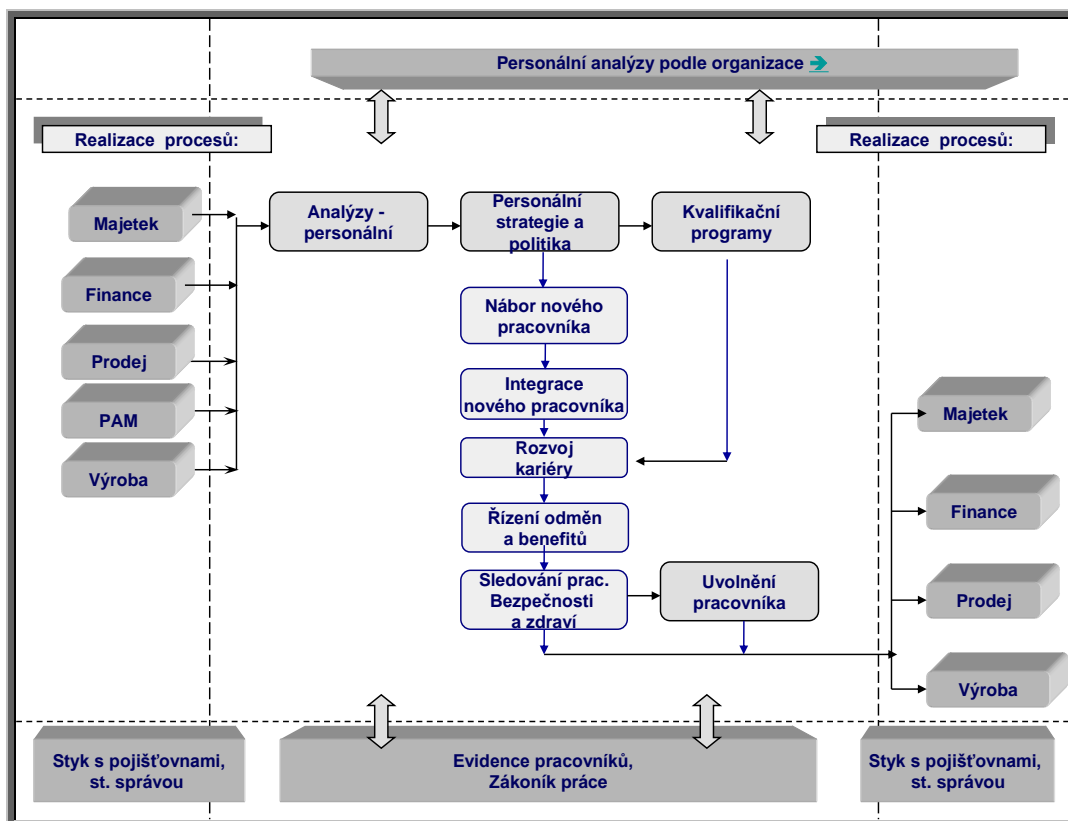 Personální analýzy podle organizace ➔
Realizace procesů:
Realizace procesů:
Majetek
Finance
Prodej
PAM
Výroba
Analýzy -
personální
Personální
strategie a
politika
Kvalifikační
programy
Nábor nového
pracovníka
Integrace
nového pracovníka
Rozvoj
kariéry
Řízení odměn
a benefitů
Sledování prac.
Bezpečnosti
a zdraví
Uvolnění
pracovníka
Majetek
Finance
Prodej
Výroba
Styk s pojišťovnami,
st. správou
Evidence pracovníků,
Zákoník práce
Styk s pojišťovnami,
st. správou